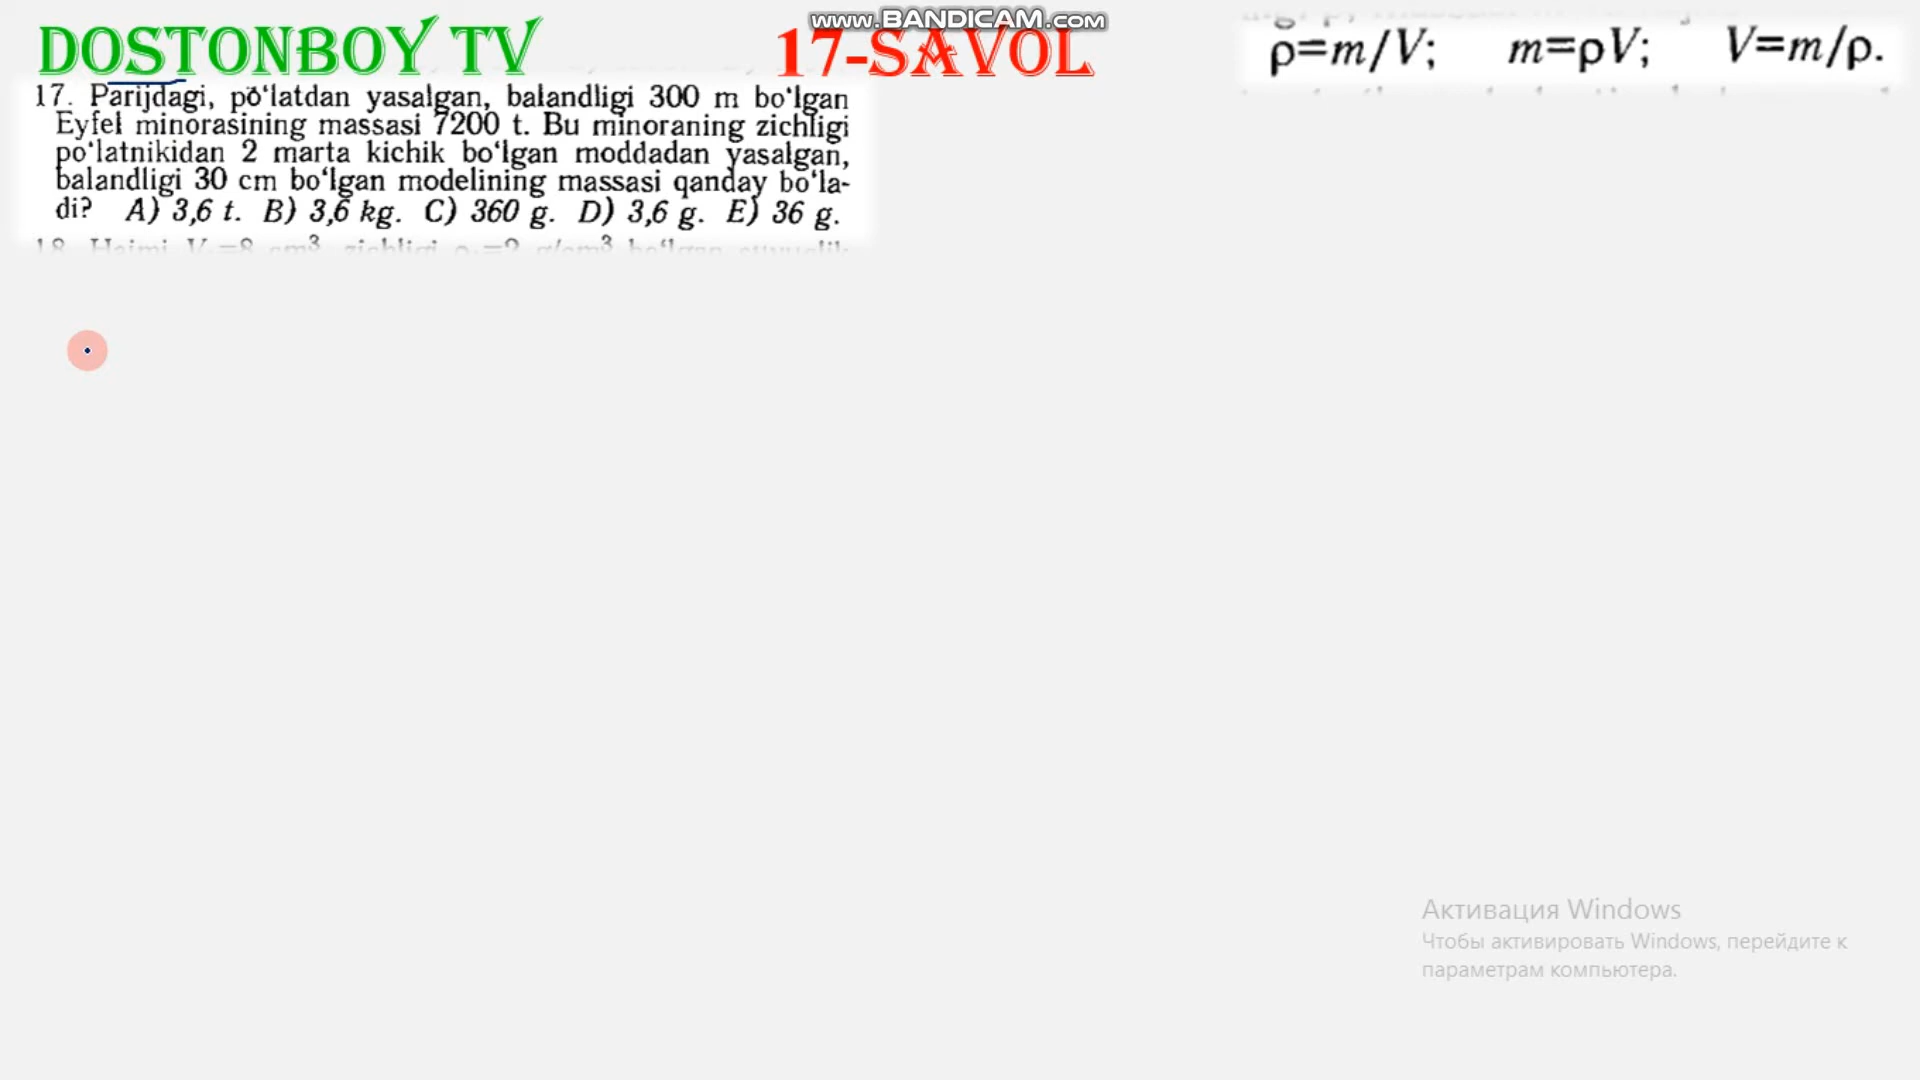 www.BANDICAM.com
DOSTONBOY TV
17-SAVOL
ρ=m/V; m=ρV; V=m/ρ.
17. Parijdagi, po‘latdan yasalgan, balandligi 300 m bo‘lgan
Eyfel minorasining massasi 7200 t. Bu minoraning zichligi
po‘latnikidan 2 marta kichik bo‘lgan moddadan yasalgan,
balandligi 30 cm bo‘lgan modelining massasi qanday bo‘la-
di? A) 3,6 t. B) 3,6 kg. C) 360 g. D) 3,6 g. E) 36 g.
Активация Windows
Чтобы активировать Windows, перейдите к
параметрам компьютера.